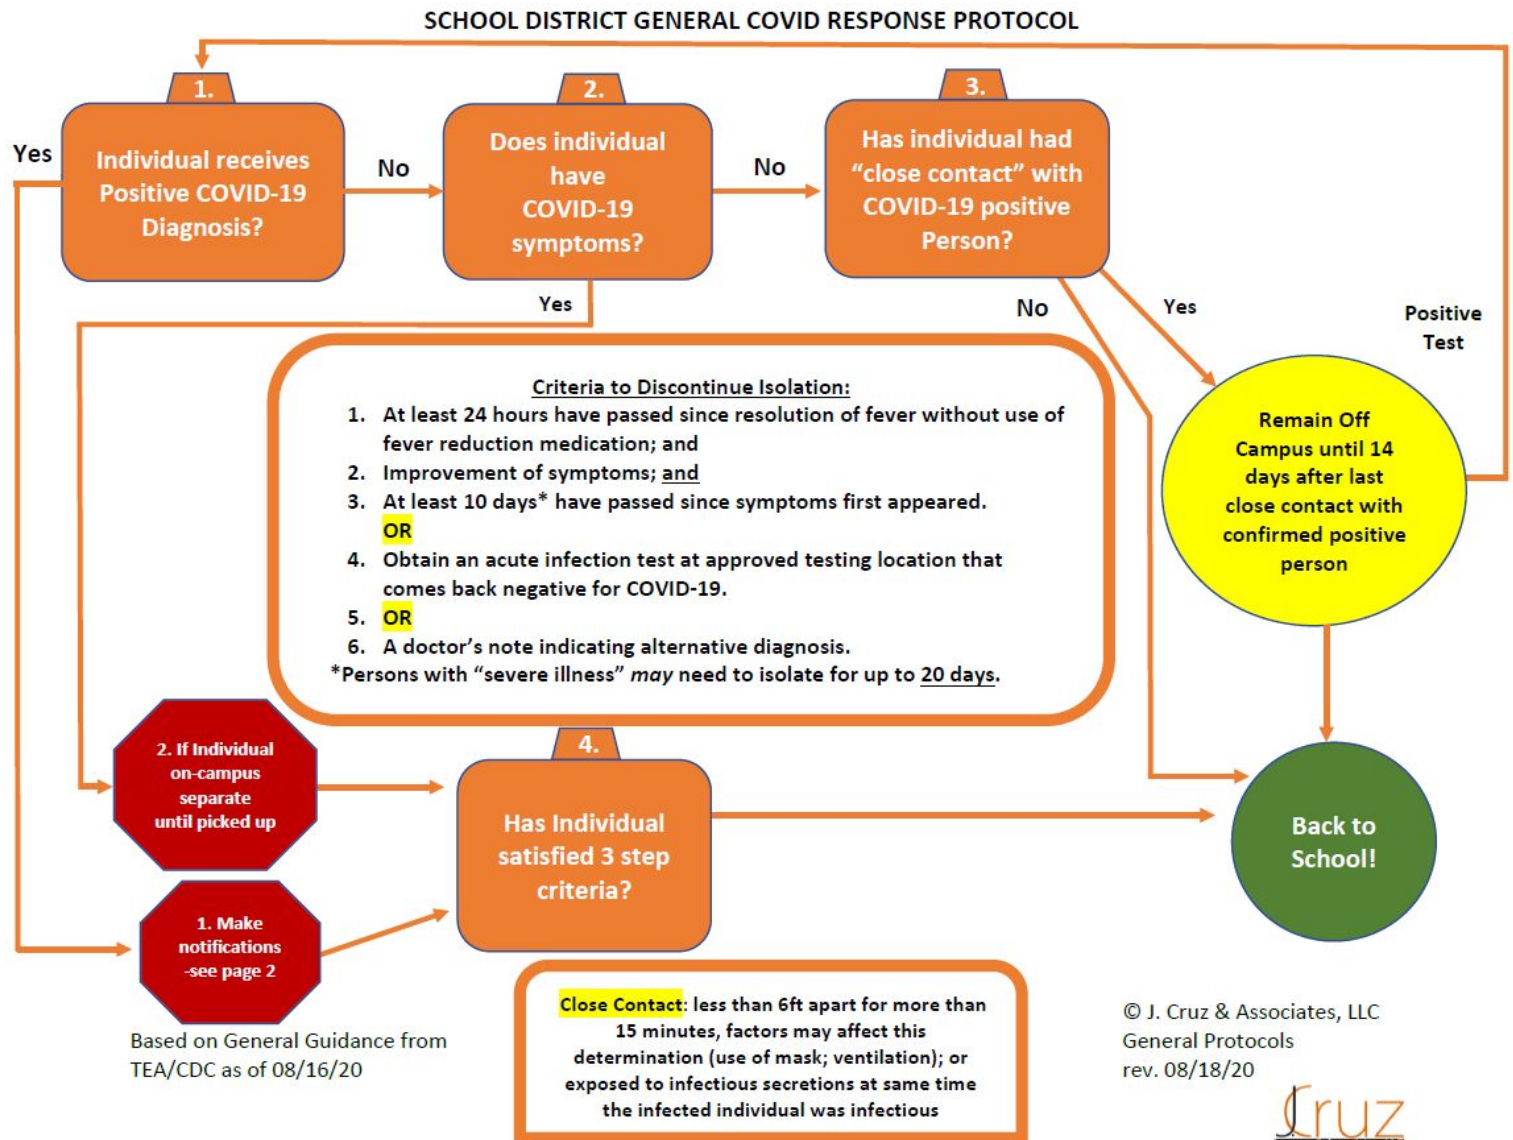 SCHOOL DISTRICT GENERAL COVID RESPONSE PROTOCOL
1.
Individual receives
Positive COVID-19
Diagnosis?
Yes
No
2.
Does individual
have
COVID-19
symptoms?
No
Yes
3.
Has individual had
“close contact” with
COVID-19 positive
Person?
No
Yes
Positive
Test
Remain Off
Campus until 14
days after last
close contact with
confirmed positive
person
Criteria to Discontinue Isolation:
1. At least 24 hours have passed since resolution of fever without use of
fever reduction medication; and
2. Improvement of symptoms; and
3. At least 10 days* have passed since symptoms first appeared.
OR
4. Obtain an acute infection test at approved testing location that
comes back negative for COVID-19.
5. OR
6. A doctor’s note indicating alternative diagnosis.
*Persons with “severe illness” may need to isolate for up to 20 days.
2. If Individual
on-campus
separate
until picked up
1. Make
notifications
-see page 2
4.
Has Individual
satisfied 3 step
criteria?
Back to
School!
Close Contact: less than 6ft apart for more than
15 minutes, factors may affect this
determination (use of mask; ventilation); or
exposed to infectious secretions at same time
the infected individual was infectious
Based on General Guidance from
TEA/CDC as of 08/16/20
© J. Cruz & Associates, LLC
General Protocols
rev. 08/18/20
JCruz